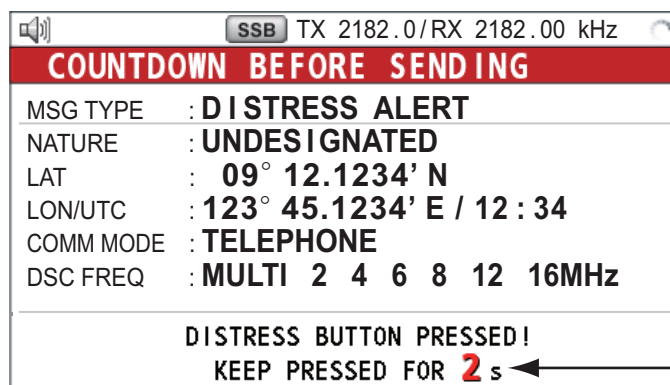 SSB TX 2182.0/RX 2182.00 kHz
COUNTDOWN BEFORE SENDING
MSG TYPE : DISTRESS ALERT
NATURE : UNDESIGNATED
LAT : 09° 12.1234’ N
LON/UTC : 123° 45.1234’ E / 12 : 34
COMM MODE : TELEPHONE
DSC FREQ : MULTI 2 4 6 8 12 16MHz
DISTRESS BUTTON PRESSED!
KEEP PRESSED FOR 2 s